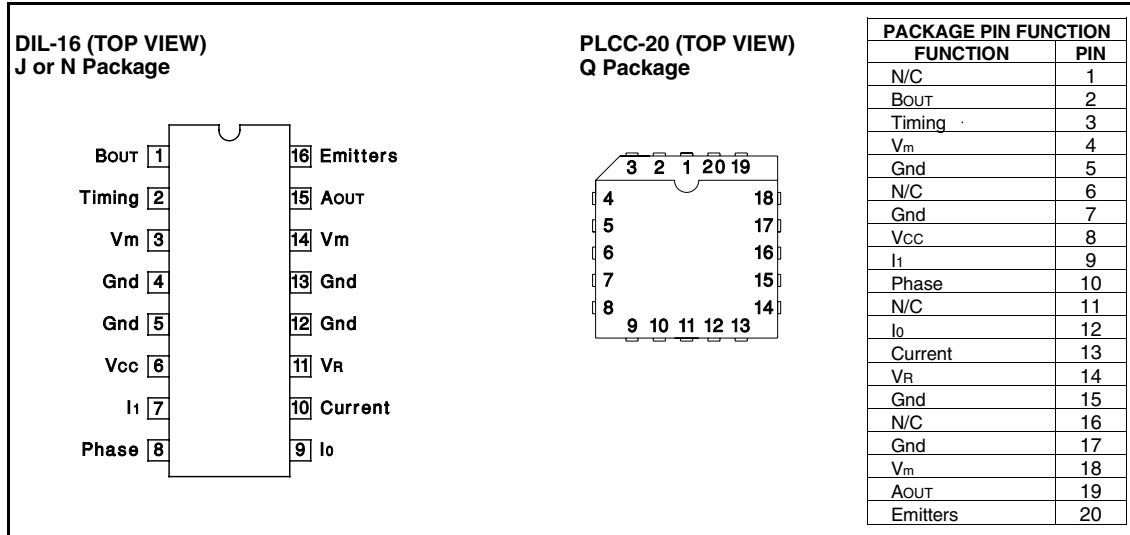 DIL-16 (TOP VIEW)
J or N Package
BOUT 1
Timing 2
Vm 3
Gnd 4
Gnd 5
Vcc 6
I1 7
Phase 8
16 Emitters
15 AOUT
14 Vm
13 Gnd
12 Gnd
11 VR
10 Current
9 I0
PLCC-20 (TOP VIEW)
Q Package
3 2 1 20 19
4 18
5 17
6 16
7 15
8 14
9 10 11 12 13
PACKAGE PIN FUNCTION
FUNCTION PIN
N/C 1
BOUT 2
Timing 3
Vm 4
Gnd 5
N/C 6
Gnd 7
VCC 8
I1 9
Phase 10
N/C 11
I0 12
Current 13
VR 14
Gnd 15
N/C 16
Gnd 17
Vm 18
AOUT 19
Emitters 20